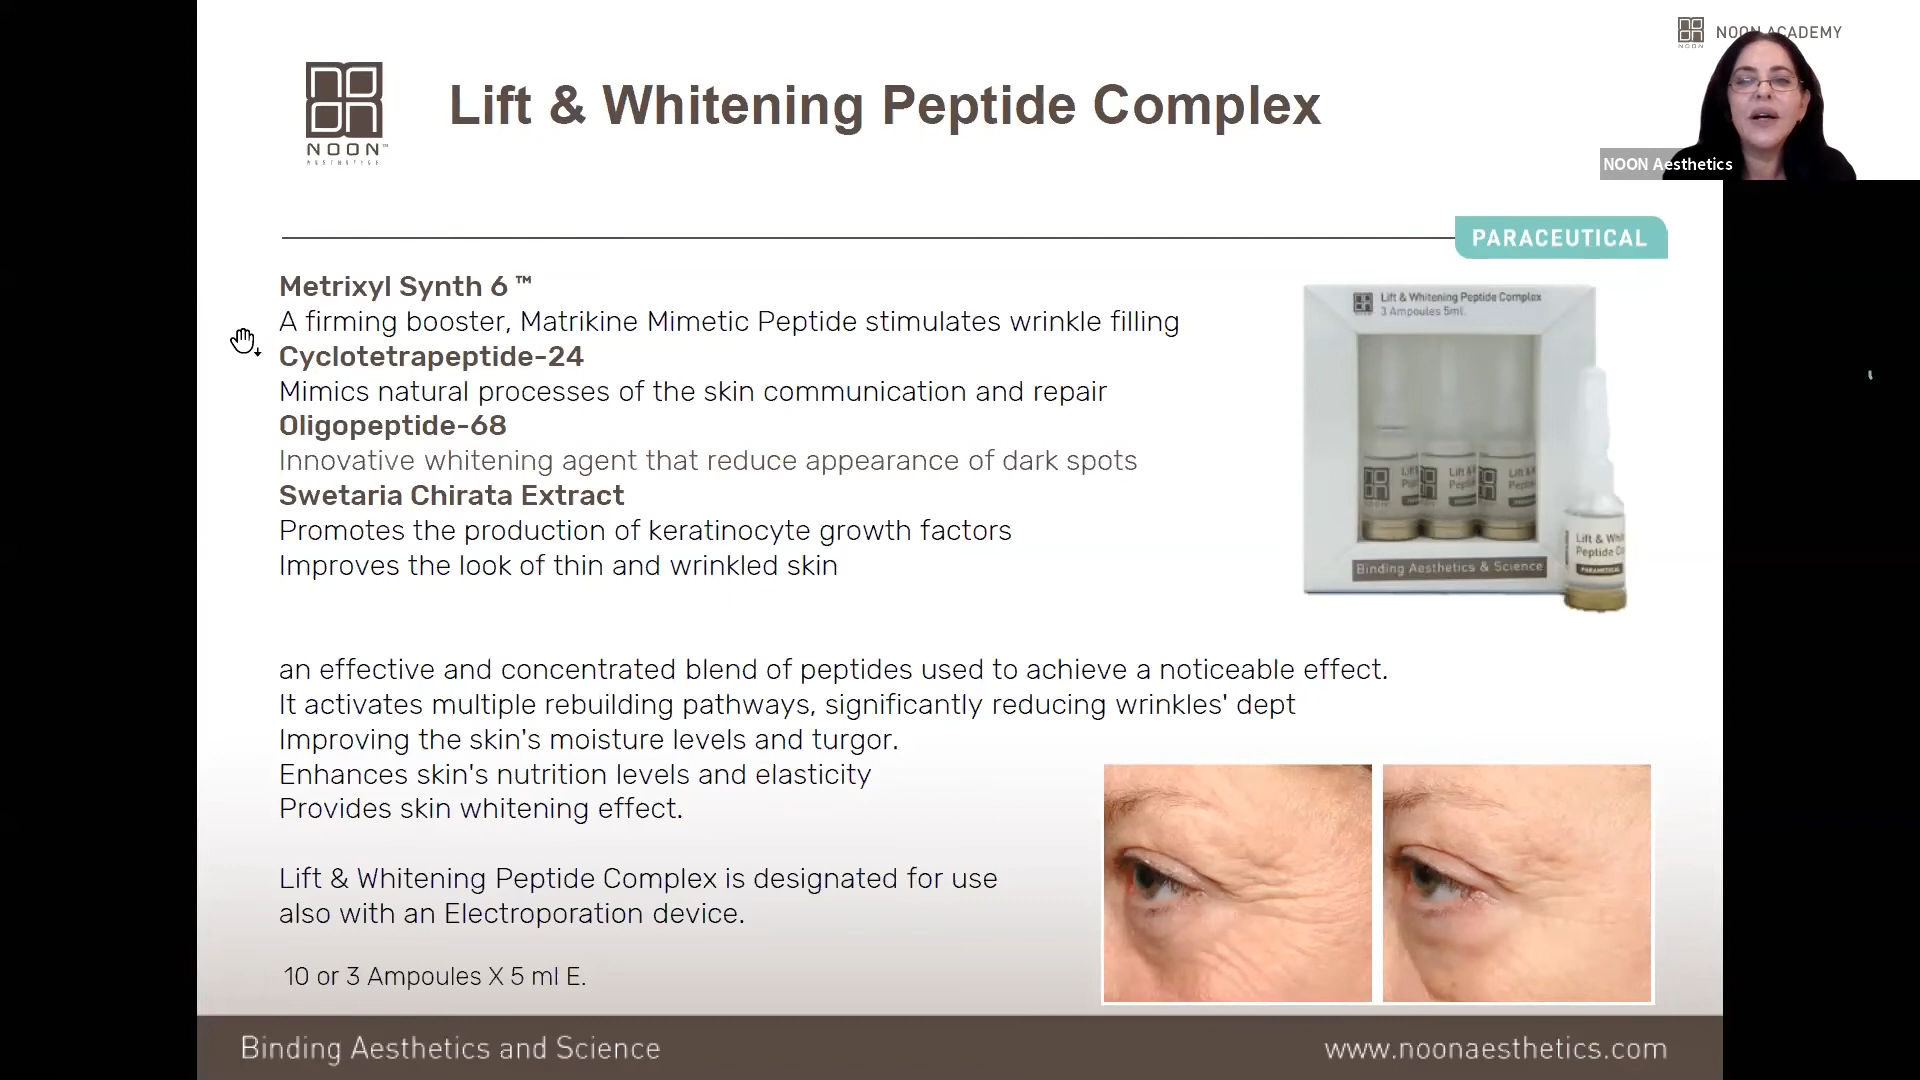 NOON ACADEMY
NOON
NOON™
AESTHETICS
Lift & Whitening Peptide Complex
NOON Aesthetics
PARACEUTICAL
Metrixyl Synth 6 ™
A firming booster, Matrikine Mimetic Peptide stimulates wrinkle filling
Cyclotetrapeptide-24
Mimics natural processes of the skin communication and repair
Oligopeptide-68
Innovative whitening agent that reduce appearance of dark spots
Swetaria Chirata Extract
Promotes the production of keratinocyte growth factors
Improves the look of thin and wrinkled skin
Lift & Whitening Peptide Complex
3 Ampoules 5ml.
Binding Aesthetics & Science
Lift & Whi
Peptide Co
an effective and concentrated blend of peptides used to achieve a noticeable effect.
It activates multiple rebuilding pathways, significantly reducing wrinkles' dept
Improving the skin's moisture levels and turgor.
Enhances skin's nutrition levels and elasticity
Provides skin whitening effect.
Lift & Whitening Peptide Complex is designated for use
also with an Electroporation device.
10 or 3 Ampoules X 5 ml E.
Binding Aesthetics and Science
www.noonaesthetics.com